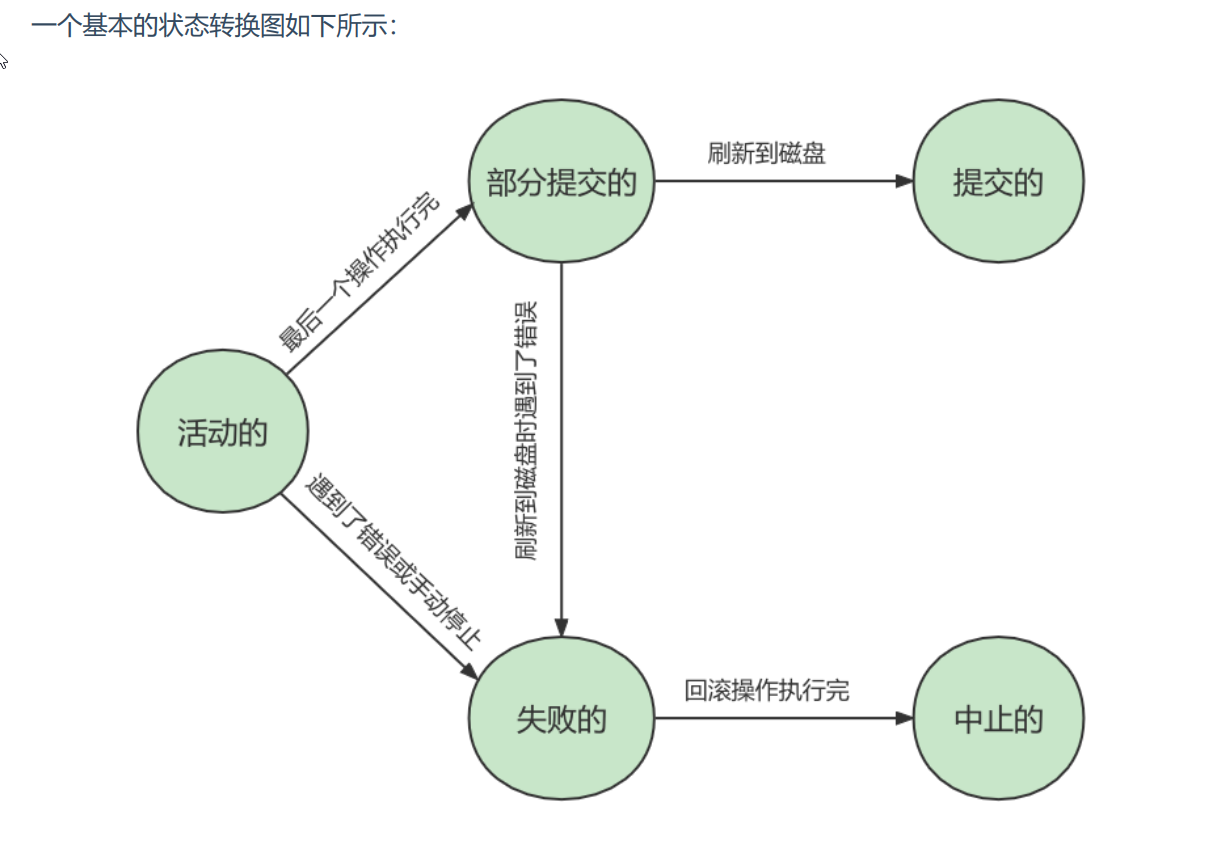 一个基本的状态转换图如下所示：
部分提交的
刷新到磁盘
提交的
最后一个操作执行完
刷新到磁盘时遇到了错误
活动的
遇到了错误或手动停止
失败的
回滚操作执行完
中止的